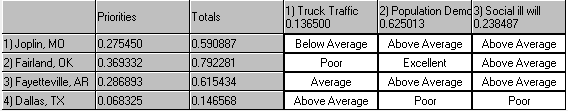 Priorities Totals 1) Truck Traffic 0.136500 2) Population Demo 0.625013 3) Social ill will 0.238487
1) Joplin, MO 0.275450 0.590887 Below Average Above Average Above Average
2) Fairland, OK 0.369332 0.792281 Poor Excellent Above Average
3) Fayetteville, AR 0.286893 0.615434 Average Above Average Above Average
4) Dallas, TX 0.068325 0.146568 Above Average Poor Poor